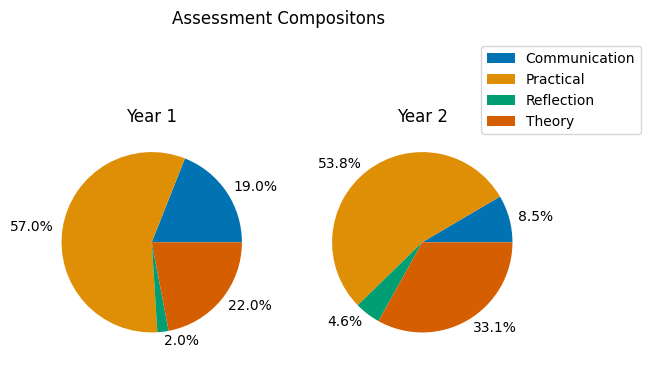 Assessment Compositons
Communication
Practical
Reflection
Theory
Year 1
Year 2
19.0%
57.0%
2.0%
22.0%
8.5%
53.8%
4.6%
33.1%